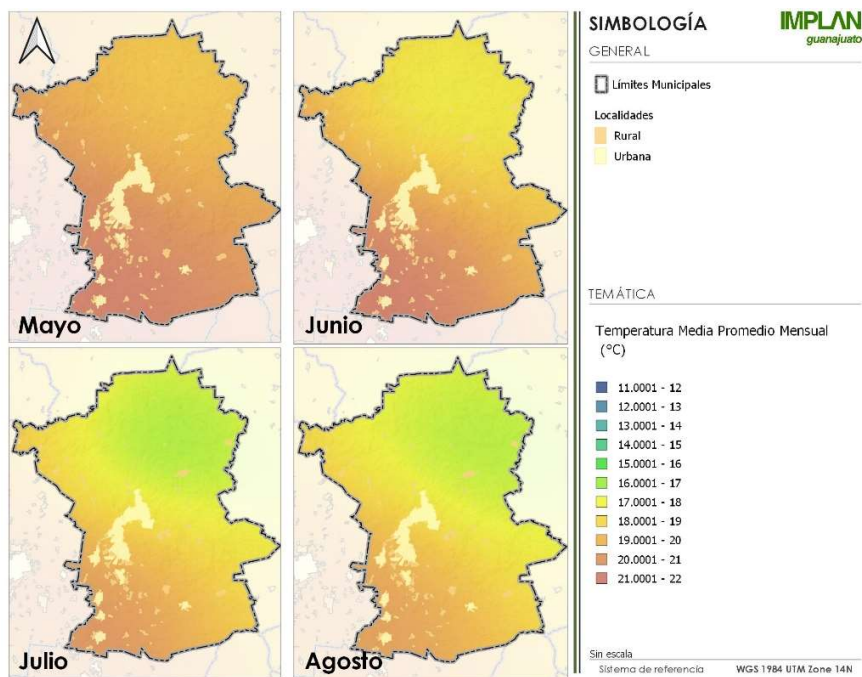 Mayo
Junio
Julio
Agosto
SIMBOLOGÍA
IMPLAN
guanajuato
GENERAL
Límites Municipales
Localidades
Rural
Urbana
TEMÁTICA
Temperatura Media Promedio Mensual
(°C)
11.0001 - 12
12.0001 - 13
13.0001 - 14
14.0001 - 15
15.0001 - 16
16.0001 - 17
17.0001 - 18
18.0001 - 19
19.0001 - 20
20.0001 - 21
21.0001 - 22
Sin escala
Sistema de referencia WGS 1984 UTM Zone 14N